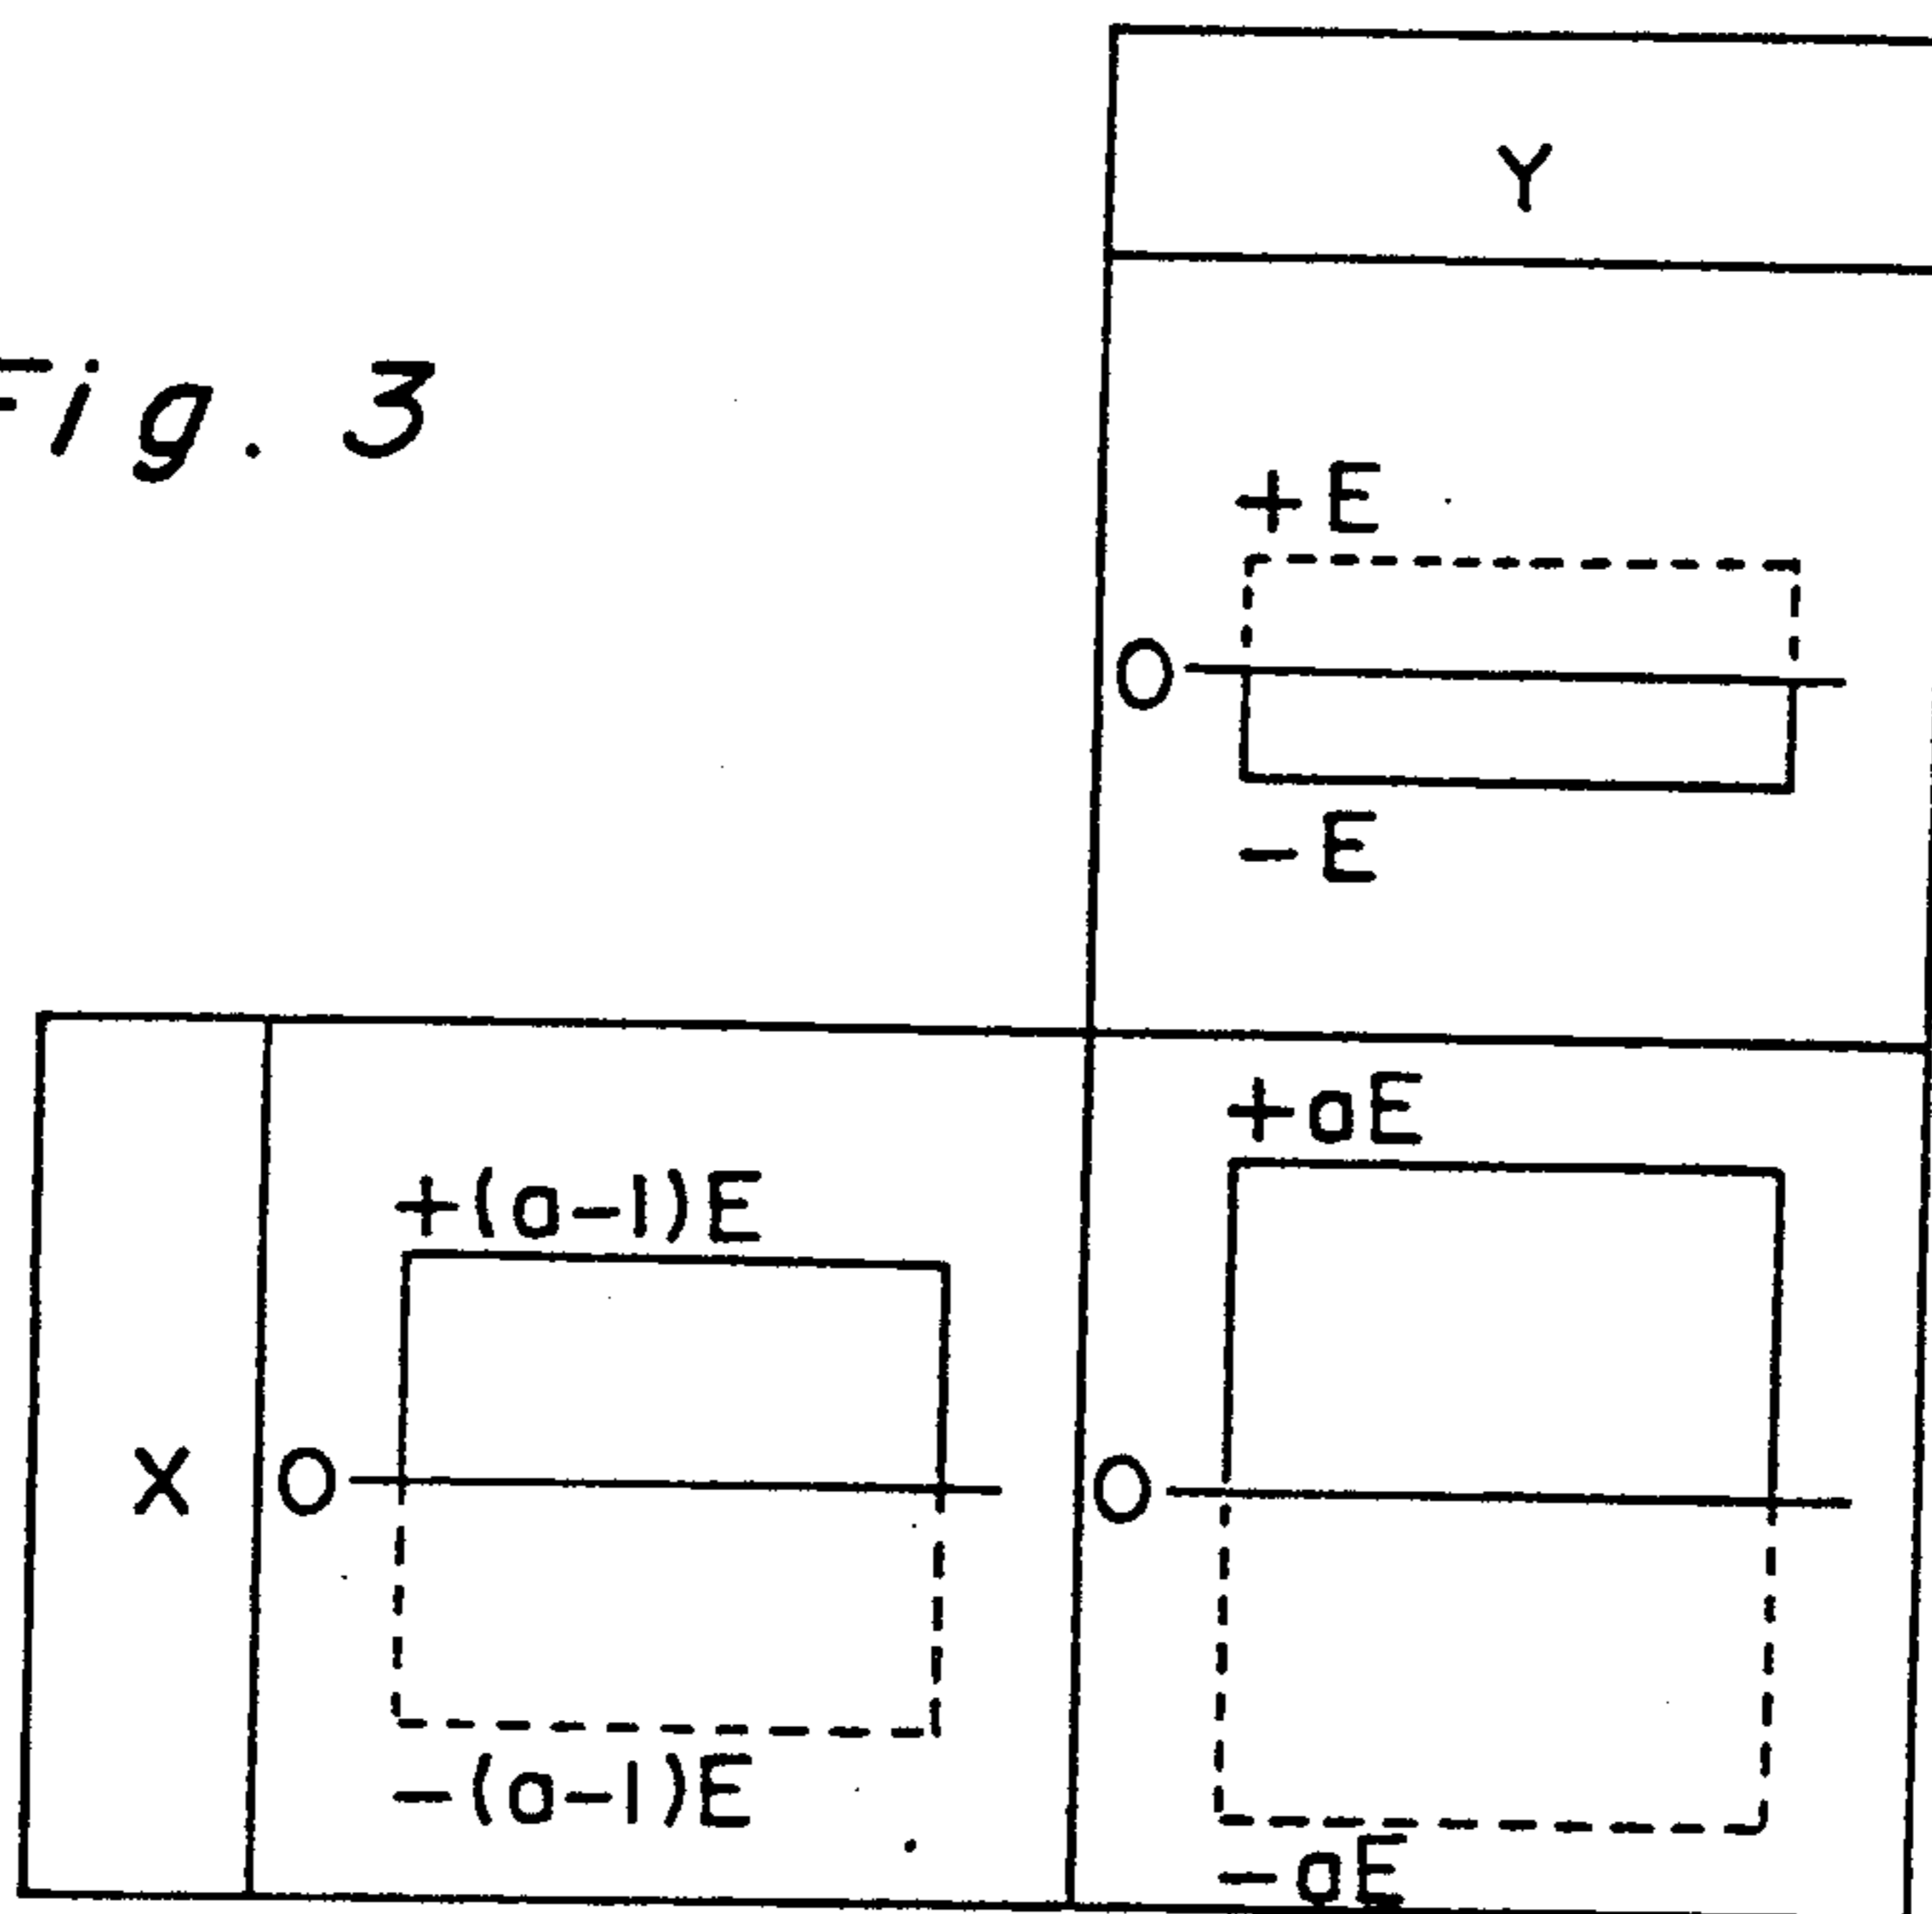 Y
Fig. 3
+E
O
-E
+aE
+(a-1)E
X O O
-(a-1)E
-aE